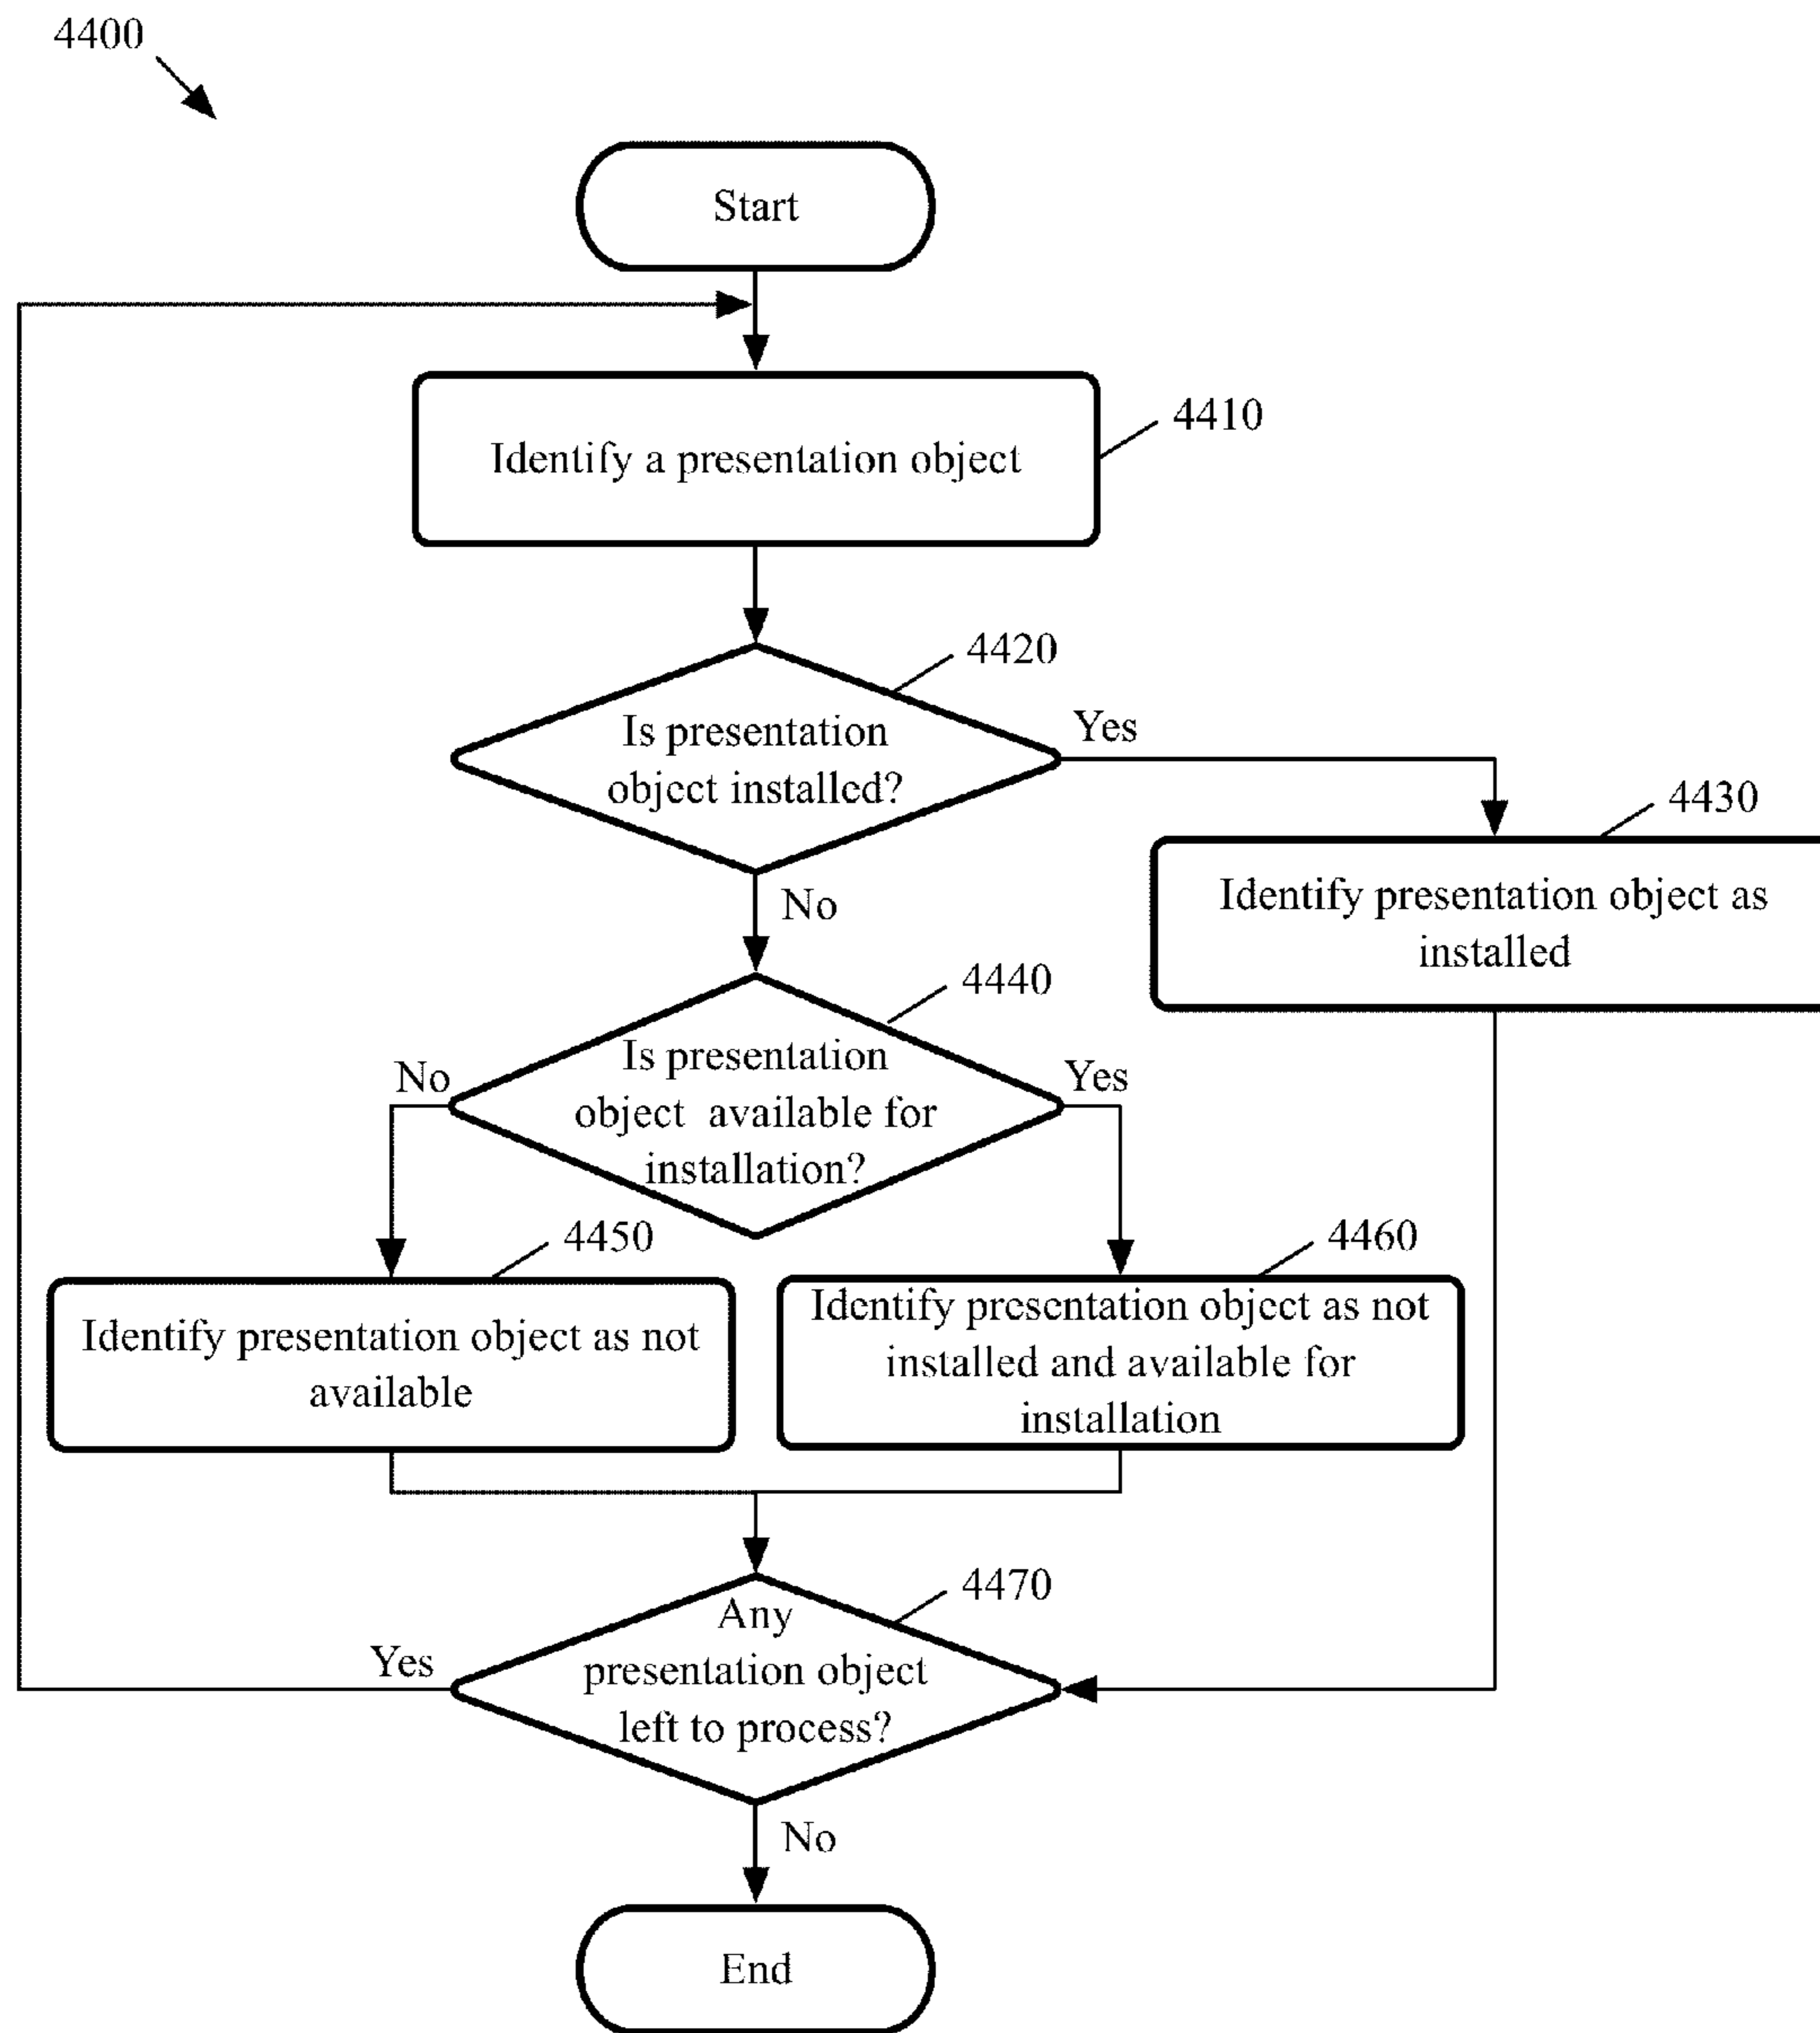 4400
Start
4410
Identify a presentation object
4420
Is presentation
object installed?
Yes
No
4430
Identify presentation object as
installed
4440
Is presentation
object available for
installation?
No
Yes
4450
Identify presentation object as not
available
4460
Identify presentation object as not
installed and available for
installation
4470
Any
presentation object
left to process?
Yes
No
End